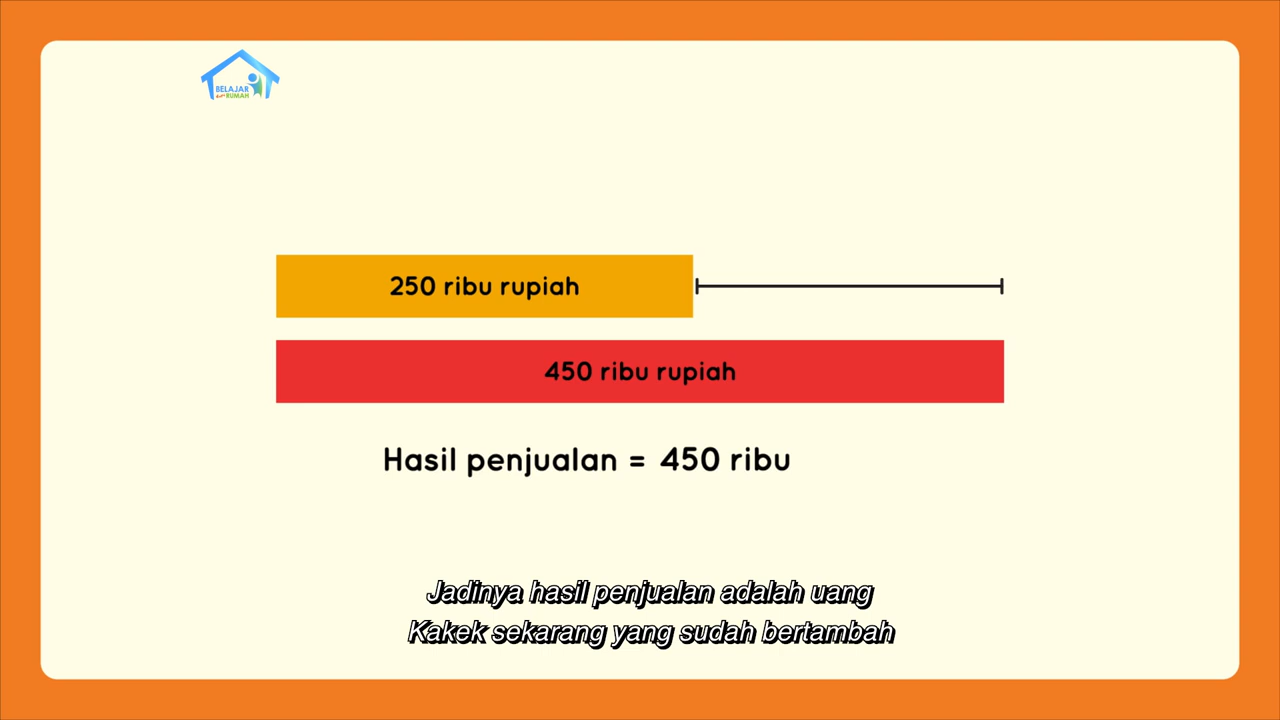 BELAJAR
dari RUMAH
250 ribu rupiah
450 ribu rupiah
Hasil penjualan = 450 ribu
Jadinya hasil penjualan adalah uang
Kakek sekarang yang sudah bertambah